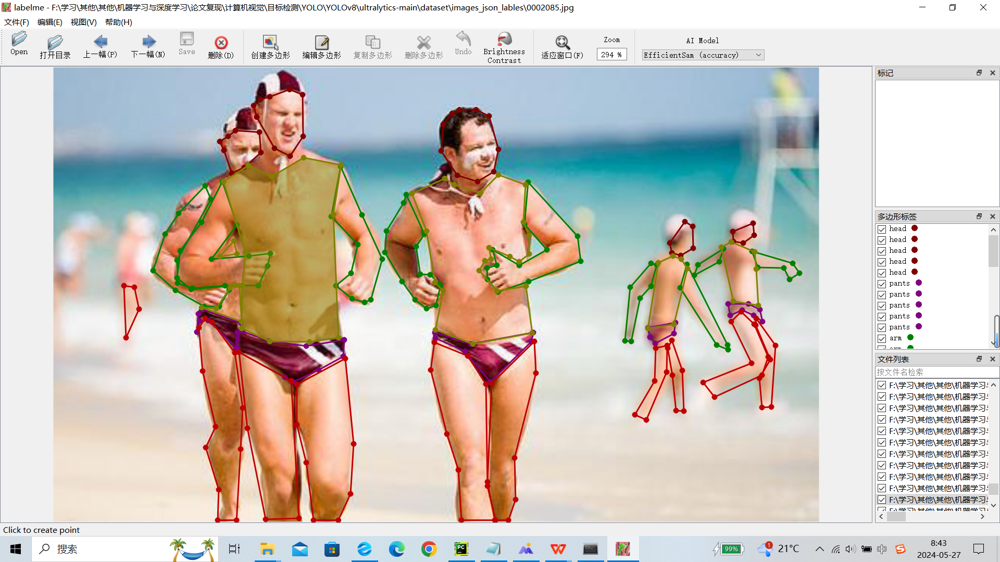 labelme - F:\学习\其他\其他\机器学习与深度学习\论文复现\计算机视觉\目标检测\YOLO\YOLOv8\ultralytics-main\dataset\images_json_lables\0002085.jpg
文件(F) 编辑(E) 视图(V) 帮助(H)
Open 打开目录 上一幅(P) 下一幅(N) Save 删除(D) 创建多边形 编辑多边形 复制多边形 删除多边形 Undo Brightness Contrast 适应窗口(F) Zoom 294 % AI Model EfficientSam (accuracy)
标记
多边形标签
head
head
head
head
head
pants
pants
pants
pants
pants
arm
文件列表
按文件名检索
F:\学习\其他\其他\机器学习
F:\学习\其他\其他\机器学习
F:\学习\其他\其他\机器学习
F:\学习\其他\其他\机器学习
F:\学习\其他\其他\机器学习
F:\学习\其他\其他\机器学习
F:\学习\其他\其他\机器学习
F:\学习\其他\其他\机器学习
F:\学习\其他\其他\机器学习
F:\学习\其他\其他\机器学习
F:\学习\其他\其他\机器学习
Click to create point
搜索
PC
99%
1
21°C
中
8:43
2024-05-27